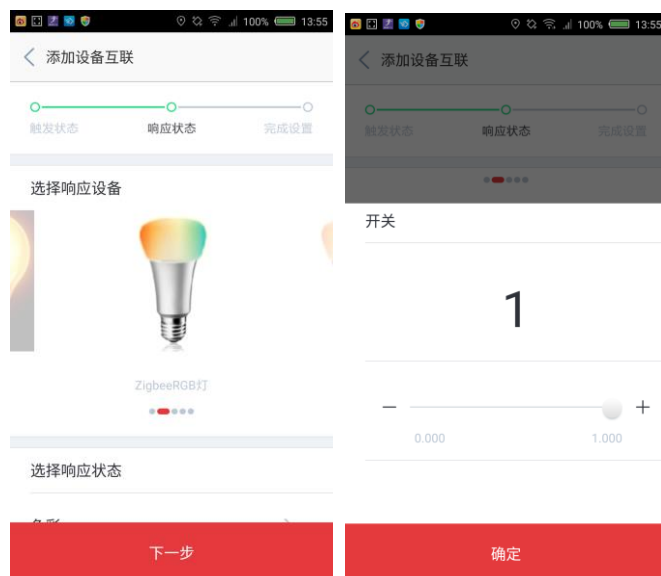 100% 13:55
添加设备互联
触发状态 响应状态 完成设置
选择响应设备
ZigbeeRGB灯
选择响应状态
下一步
100% 13:55
添加设备互联
触发状态 响应状态 完成设置
开关
1
0.000 1.000
确定